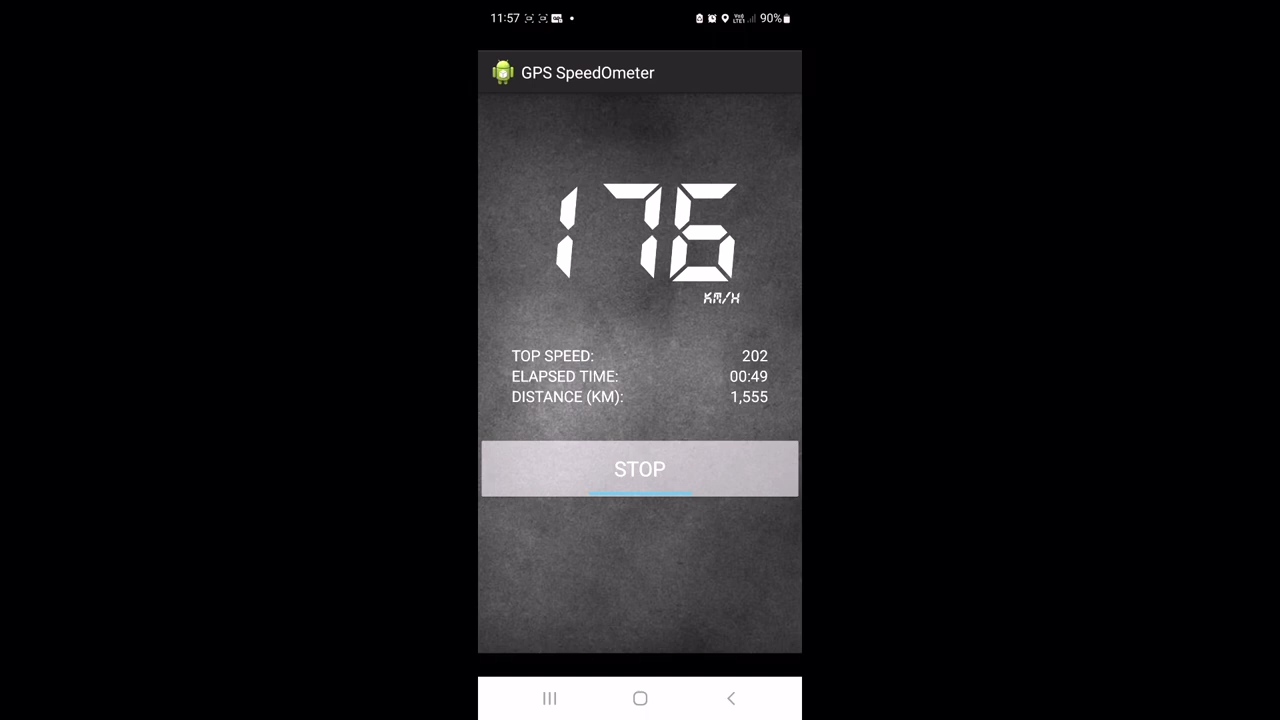 11:57 90%
GPS SpeedOmeter
176
KM/H
TOP SPEED: 202
ELAPSED TIME: 00:49
DISTANCE (KM): 1,555
STOP